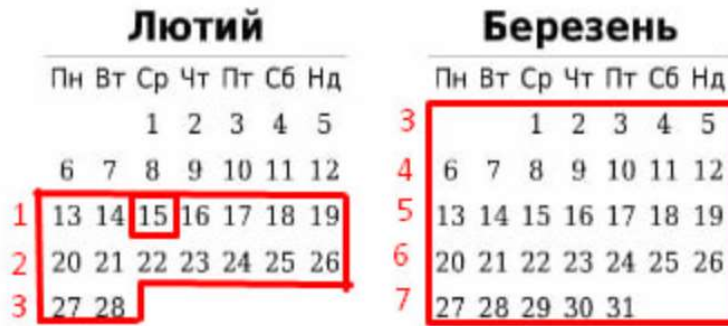 Лютий
Пн Вт Ср Чт Пт Сб Нд
1 2 3 4 5
6 7 8 9 10 11 12
1 13 14 15 16 17 18 19
2 20 21 22 23 24 25 26
3 27 28
Березень
Пн Вт Ср Чт Пт Сб Нд
3 1 2 3 4 5
4 6 7 8 9 10 11 12
5 13 14 15 16 17 18 19
6 20 21 22 23 24 25 26
7 27 28 29 30 31